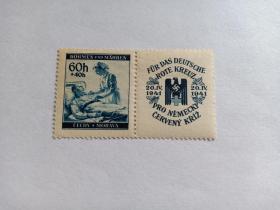 BÖHMEN UND MÄHREN
60h
+40h
ČECHY A MORAVA
FÜR DAS DEUTSCHE
ROTE KREUZ
20.IV. 20.IV.
1941 1941
PRO NĚMECKÝ
ČERVENÝ KŘÍŽ